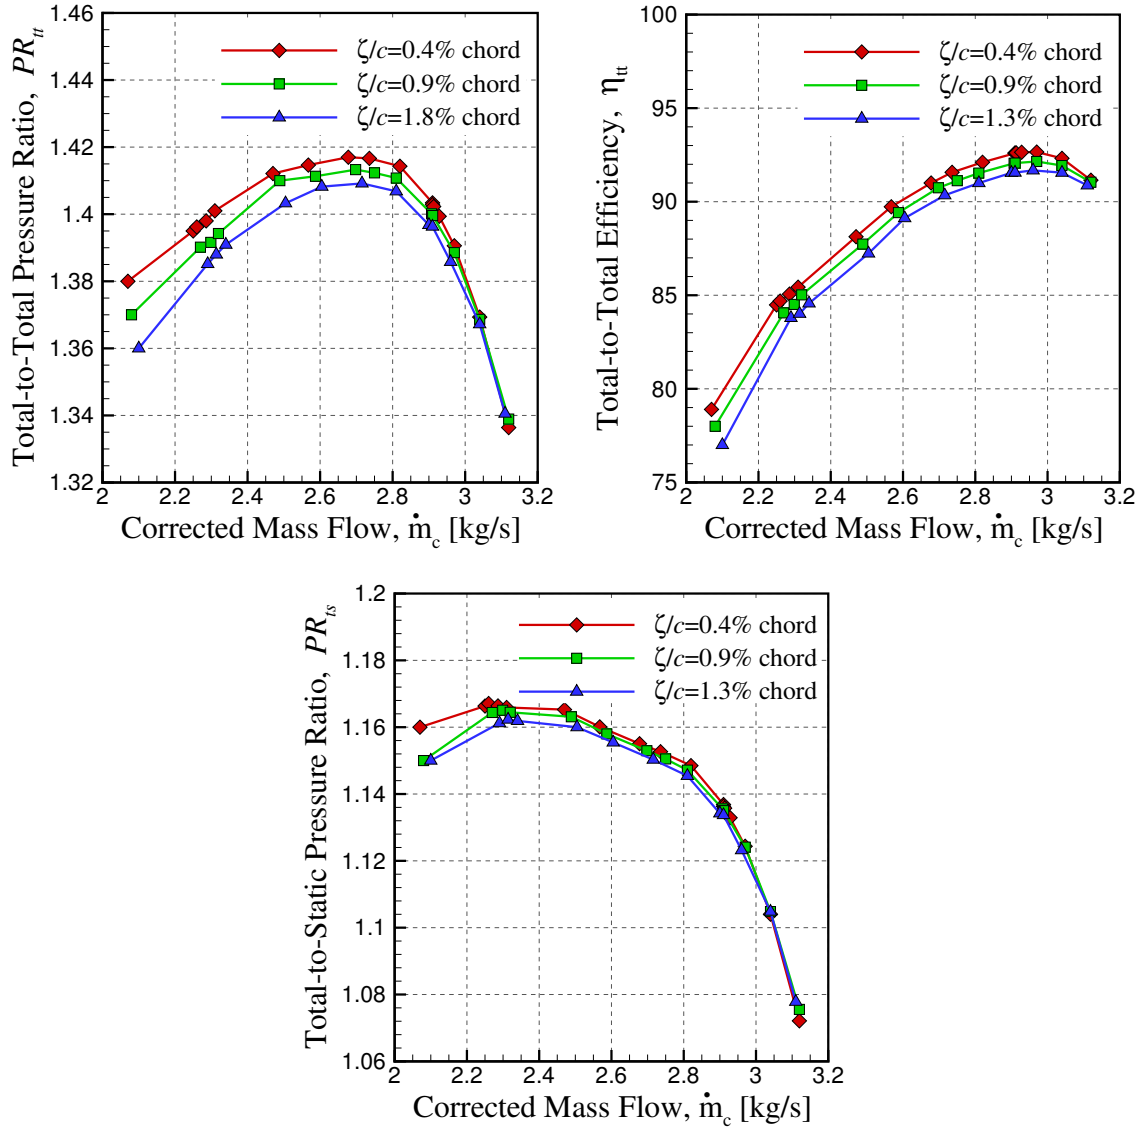 Total-to-Total Pressure Ratio, PR_tt
1.46
1.44
1.42
1.4
1.38
1.36
1.34
1.32
ζ/c=0.4% chord
ζ/c=0.9% chord
ζ/c=1.8% chord
2 2.2 2.4 2.6 2.8 3 3.2
Corrected Mass Flow, ṁ_c [kg/s]
Total-to-Total Efficiency, η_tt
100
95
90
85
80
75
ζ/c=0.4% chord
ζ/c=0.9% chord
ζ/c=1.3% chord
2 2.2 2.4 2.6 2.8 3 3.2
Corrected Mass Flow, ṁ_c [kg/s]
Total-to-Static Pressure Ratio, PR_ts
1.2
1.18
1.16
1.14
1.12
1.1
1.08
1.06
ζ/c=0.4% chord
ζ/c=0.9% chord
ζ/c=1.3% chord
2 2.2 2.4 2.6 2.8 3 3.2
Corrected Mass Flow, ṁ_c [kg/s]